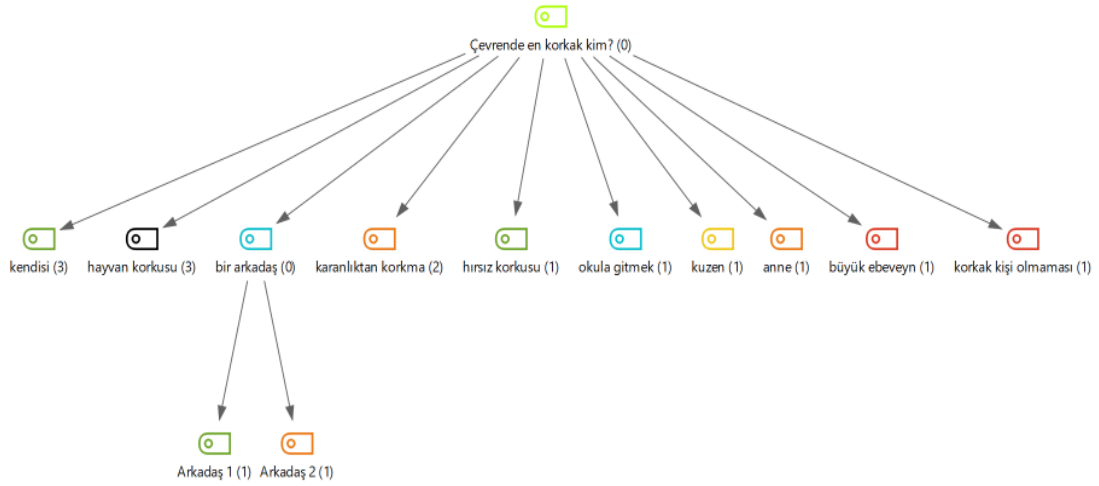 Çevrende en korkak kim? (0)
kendisi (3)
hayvan korkusu (3)
bir arkadaş (0)
karanlıktan korkma (2)
hırsız korkusu (1)
okula gitmek (1)
kuzen (1)
anne (1)
büyük ebeveyn (1)
korkak kişi olmaması (1)
Arkadaş 1 (1)
Arkadaş 2 (1)